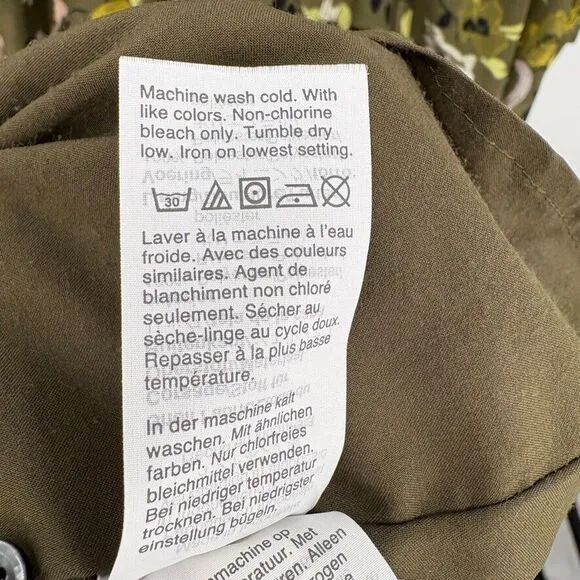 Machine wash cold. With
like colors. Non-chlorine
bleach only. Tumble dry
low. Iron on lowest setting.
30
Laver à la machine à l'eau
froide. Avec des couleurs
similaires. Agent de
blanchiment non chloré
seulement. Sécher au
sèche-linge au cycle doux.
Repasser à la plus basse
température.
In der maschine kalt
waschen. Mit ähnlichen
farben. Nur chlorfreies
bleichmittel verwenden.
Bei niedriger temperatur
trocknen. Bei niedrigster
einstellung bügeln.
machine op
eratuur. Met
ren. Alleen